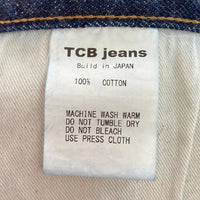 TCB jeans
Build in JAPAN
100% COTTON
MACHINE WASH WARM
DO NOT TUMBLE DRY
DO NOT BLEACH
USE PRESS CLOTH